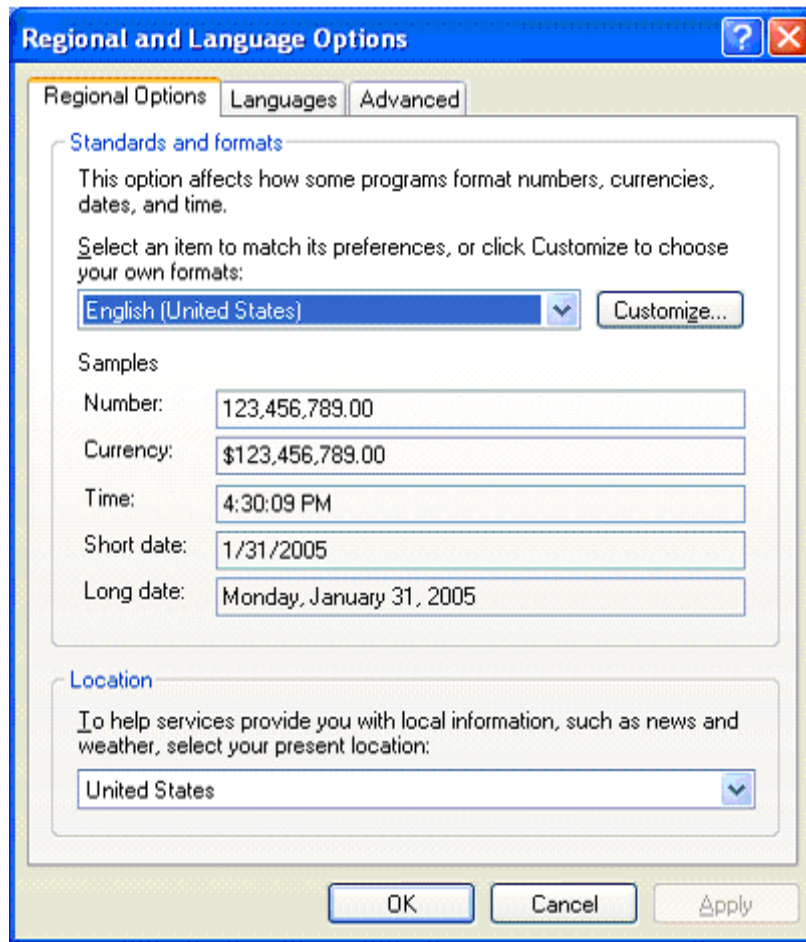 Regional and Language Options
Regional Options Languages Advanced
Standards and formats
This option affects how some programs format numbers, currencies,
dates, and time.
Select an item to match its preferences, or click Customize to choose
your own formats:
English (United States) Customize...
Samples
Number: 123,456,789.00
Currency: $123,456,789.00
Time: 4:30:09 PM
Short date: 1/31/2005
Long date: Monday, January 31, 2005
Location
To help services provide you with local information, such as news and
weather, select your present location:
United States
OK Cancel Apply